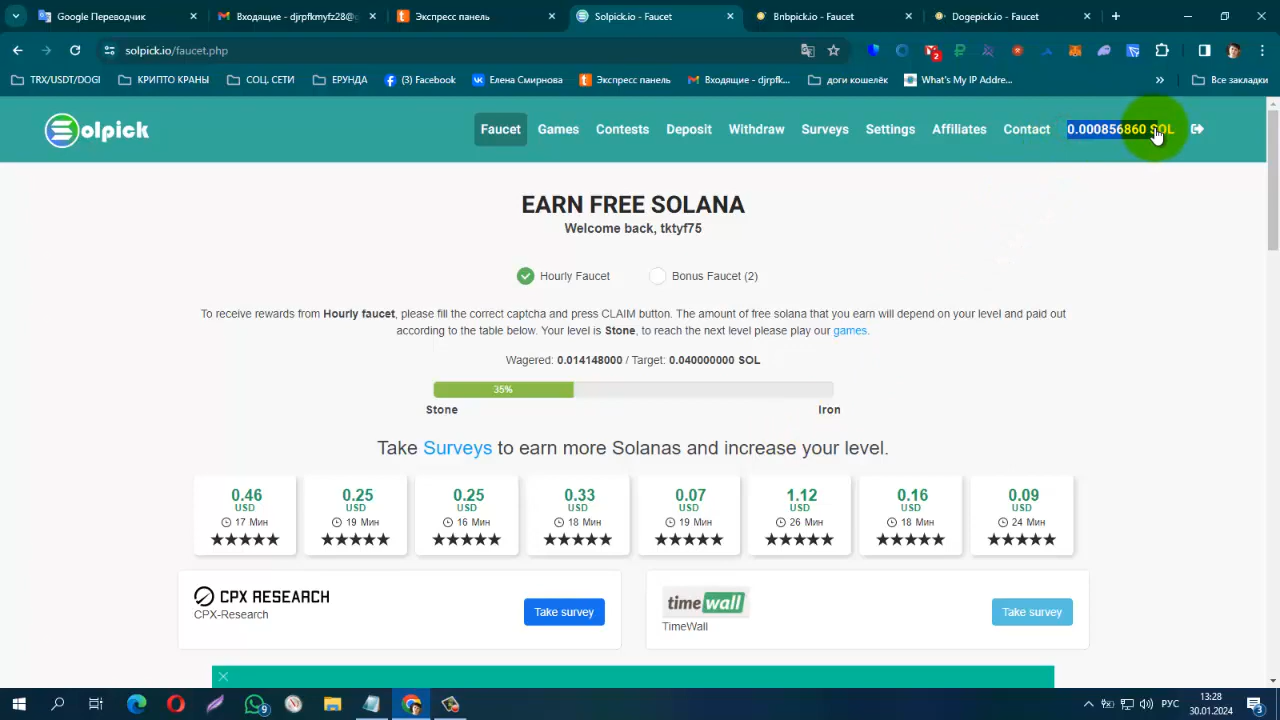 Google Переводчик
Входящие - djrpfkmyfz28@
Экспресс панель
Solpick.io - Faucet
Bnbpick.io - Faucet
Dogepick.io - Faucet
solpick.io/faucet.php
2
TRX/USDT/DOGI
КРИПТО КРАНЫ
СОЦ. СЕТИ
ЕРУНДА
(3) Facebook
Елена Смирнова
Экспресс панель
Входящие - djrpfk...
доги кошелёк
What's My IP Addre...
»
Все закладки
Solpick
Faucet
Games
Contests
Deposit
Withdraw
Surveys
Settings
Affiliates
Contact
0.000856860 SOL
EARN FREE SOLANA
Welcome back, tktyf75
Hourly Faucet
Bonus Faucet (2)
To receive rewards from Hourly faucet, please fill the correct captcha and press CLAIM button. The amount of free solana that you earn will depend on your level and paid out
according to the table below. Your level is Stone, to reach the next level please play our games.
Wagered: 0.014148000 / Target: 0.040000000 SOL
35%
Stone
Iron
Take Surveys to earn more Solanas and increase your level.
0.46
USD
17 Мин
0.25
USD
19 Мин
0.25
USD
16 Мин
0.33
USD
18 Мин
0.07
USD
19 Мин
1.12
USD
26 Мин
0.16
USD
18 Мин
0.09
USD
24 Мин
CPX RESEARCH
CPX-Research
Take survey
timewall
TimeWall
Take survey
9
РУС
13:28
30.01.2024
3